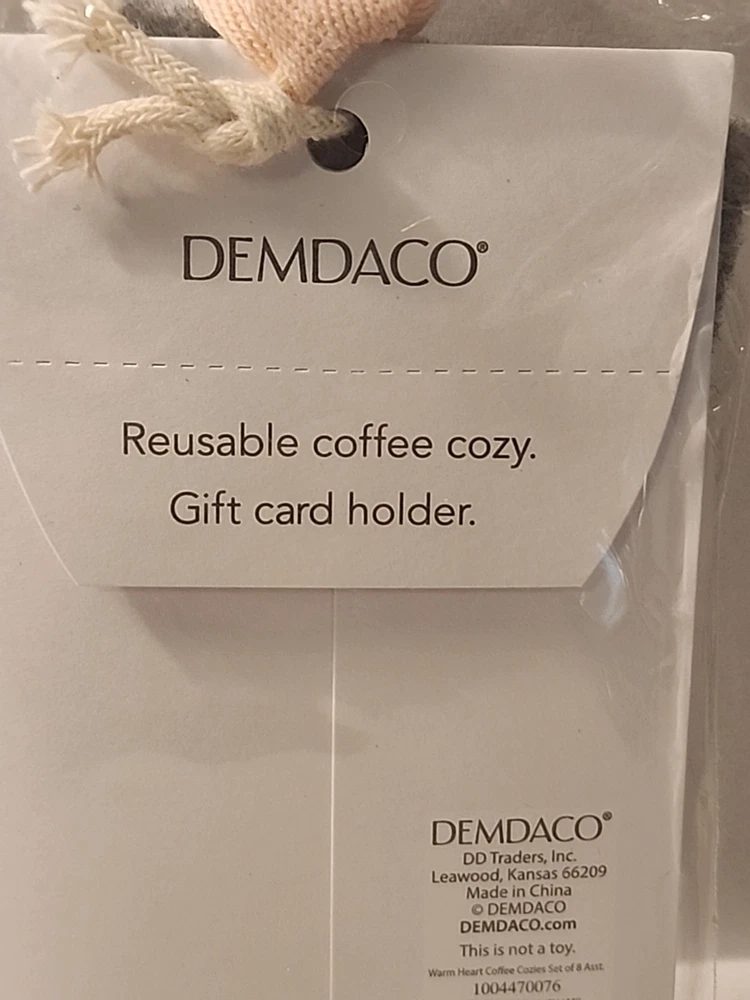 DEMDACO®
Reusable coffee cozy.
Gift card holder.
DEMDACO®
DD Traders, Inc.
Leawood, Kansas 66209
Made in China
© DEMDACO
DEMDACO.com
This is not a toy.
Warm Heart Coffee Cozies Set of 8 Asst.
1004470076